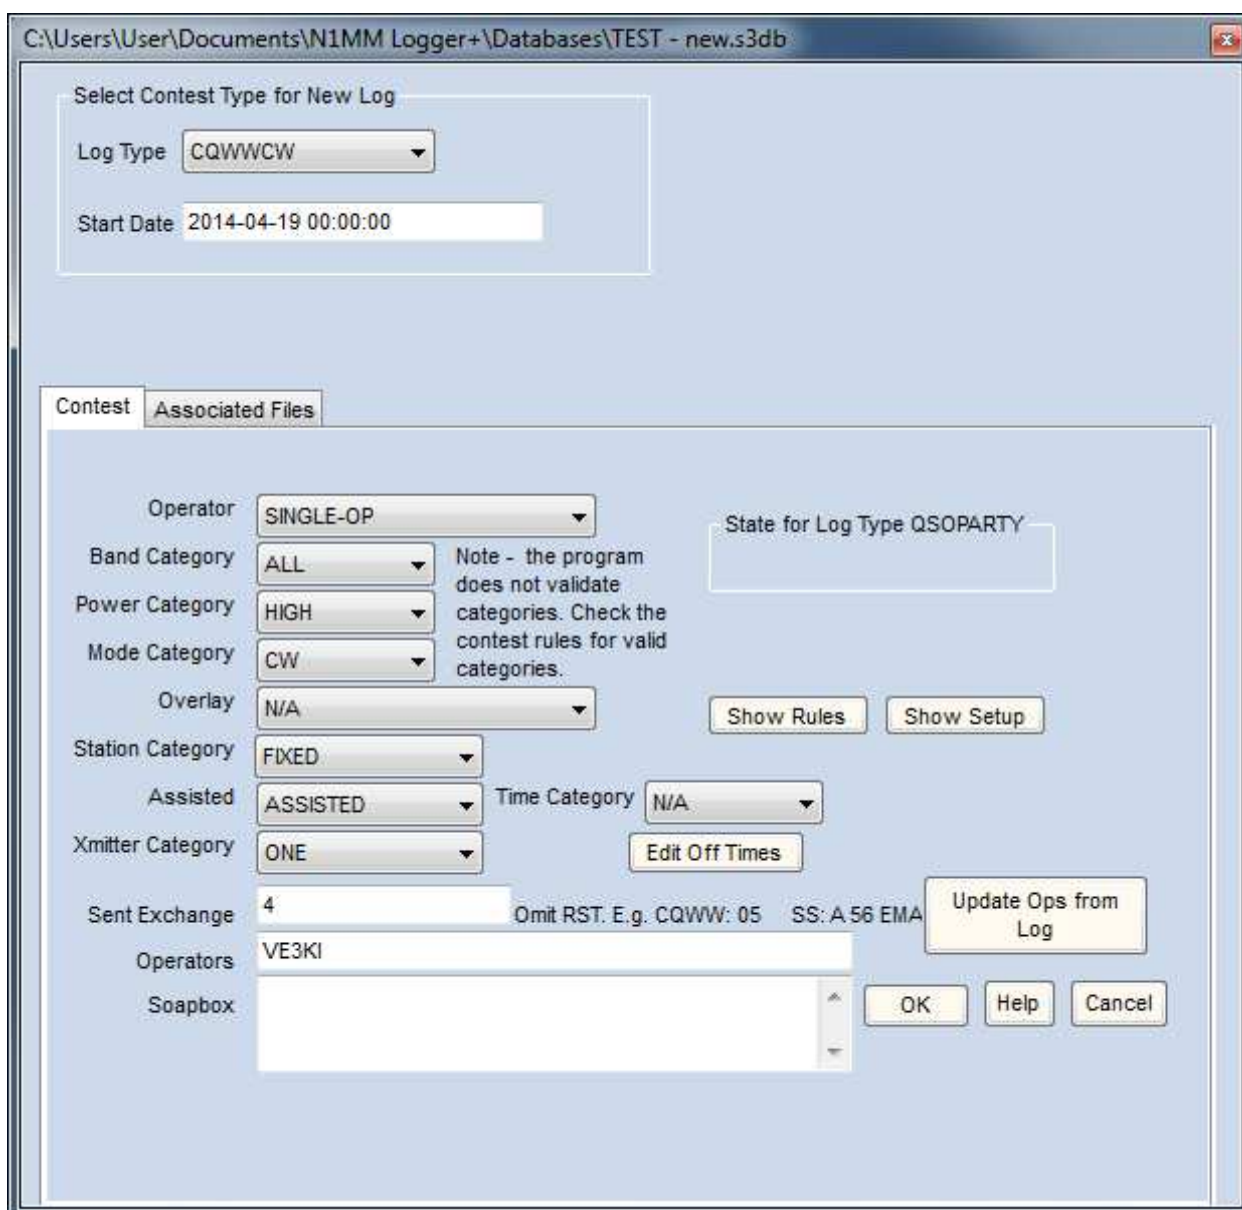 C:\Users\User\Documents\N1MM Logger+\Databases\TEST - new.s3db
Select Contest Type for New Log
Log Type CQWWCW
Start Date 2014-04-19 00:00:00
Contest Associated Files
Operator SINGLE-OP
State for Log Type QSOPARTY
Band Category ALL
Note - the program
does not validate
categories. Check the
contest rules for valid
categories.
Power Category HIGH
Mode Category CW
Overlay N/A
Show Rules Show Setup
Station Category FIXED
Assisted ASSISTED Time Category N/A
Xmitter Category ONE Edit Off Times
Sent Exchange 4 Omit RST. E.g. CQWW: 05 SS: A 56 EMA
Update Ops from
Log
Operators VE3KI
Soapbox
OK Help Cancel